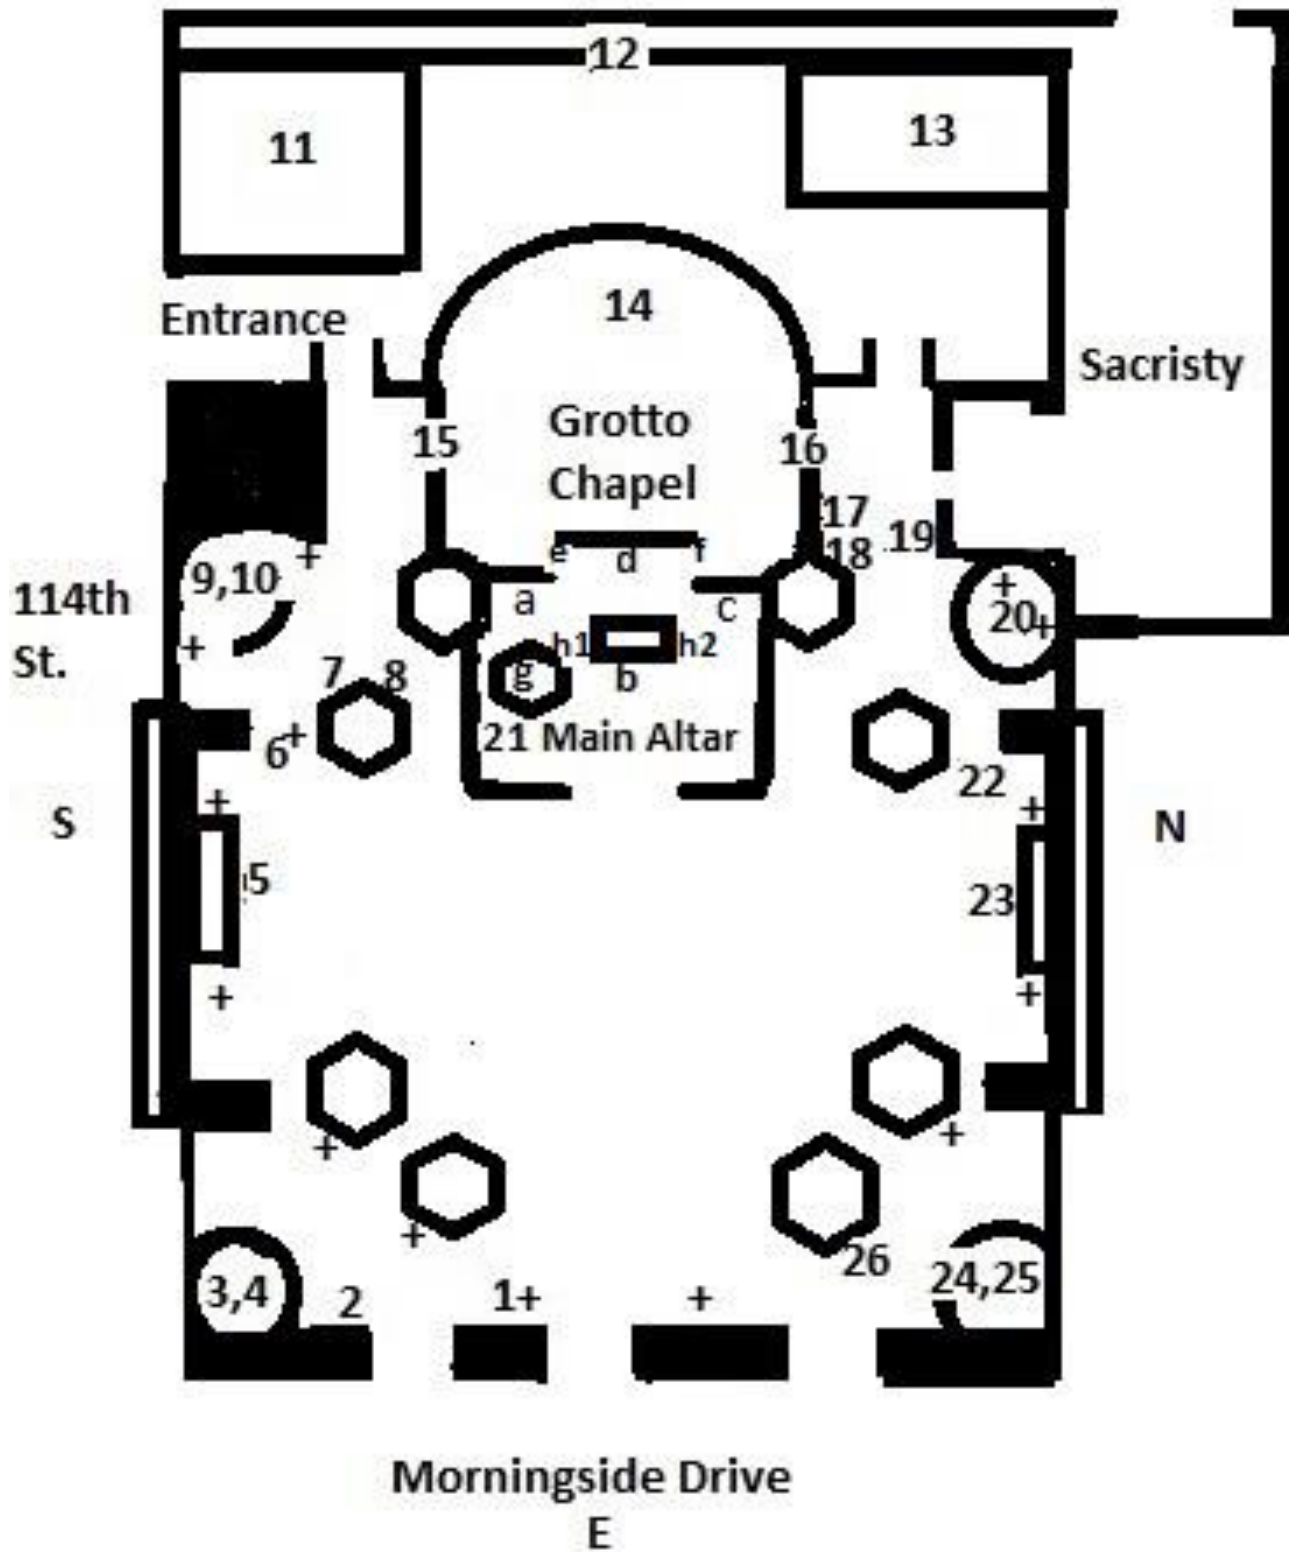 12
11
13
14
Entrance
Sacristy
Grotto
Chapel
15
16
17
18
19
e d f
a
c
9,10
+
+
114th
St.
+
20+
h1 h2
g b
7 8
6+
21 Main Altar
22
+
+
S
N
5
23
+
+
+
+
+
3,4
2
1+
+
26
24,25
Morningside Drive
E